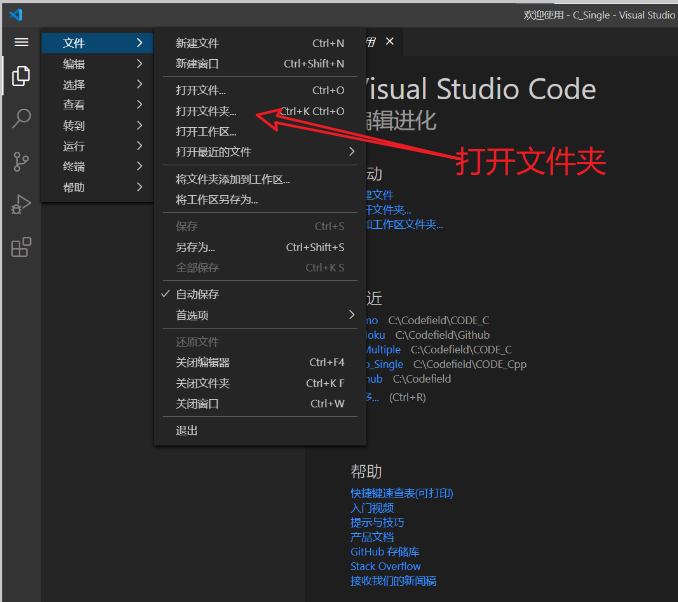 欢迎使用 - C_Single - Visual Studio
文件
编辑
选择
查看
转到
运行
终端
帮助
新建文件 Ctrl+N
新建窗口 Ctrl+Shift+N
打开文件... Ctrl+O
打开文件夹... Ctrl+K Ctrl+O
打开工作区...
打开最近的文件
将文件夹添加到工作区...
将工作区另存为...
保存 Ctrl+S
另存为... Ctrl+Shift+S
全部保存 Ctrl+K S
自动保存
首选项
还原文件
关闭编辑器 Ctrl+F4
关闭文件夹 Ctrl+K F
关闭窗口 Ctrl+W
退出
Visual Studio Code
编辑进化
打开文件夹
动
建文件
开文件夹...
加工作区文件夹...
近
mo C:\Codefield\CODE_C
oku C:\Codefield\Github
Multiple C:\Codefield\CODE_C
o_Single C:\Codefield\CODE_Cpp
hub C:\Codefield
多... (Ctrl+R)
帮助
快捷键速查表(可打印)
入门视频
提示与技巧
产品文档
GitHub 存储库
Stack Overflow
接收我们的新闻稿